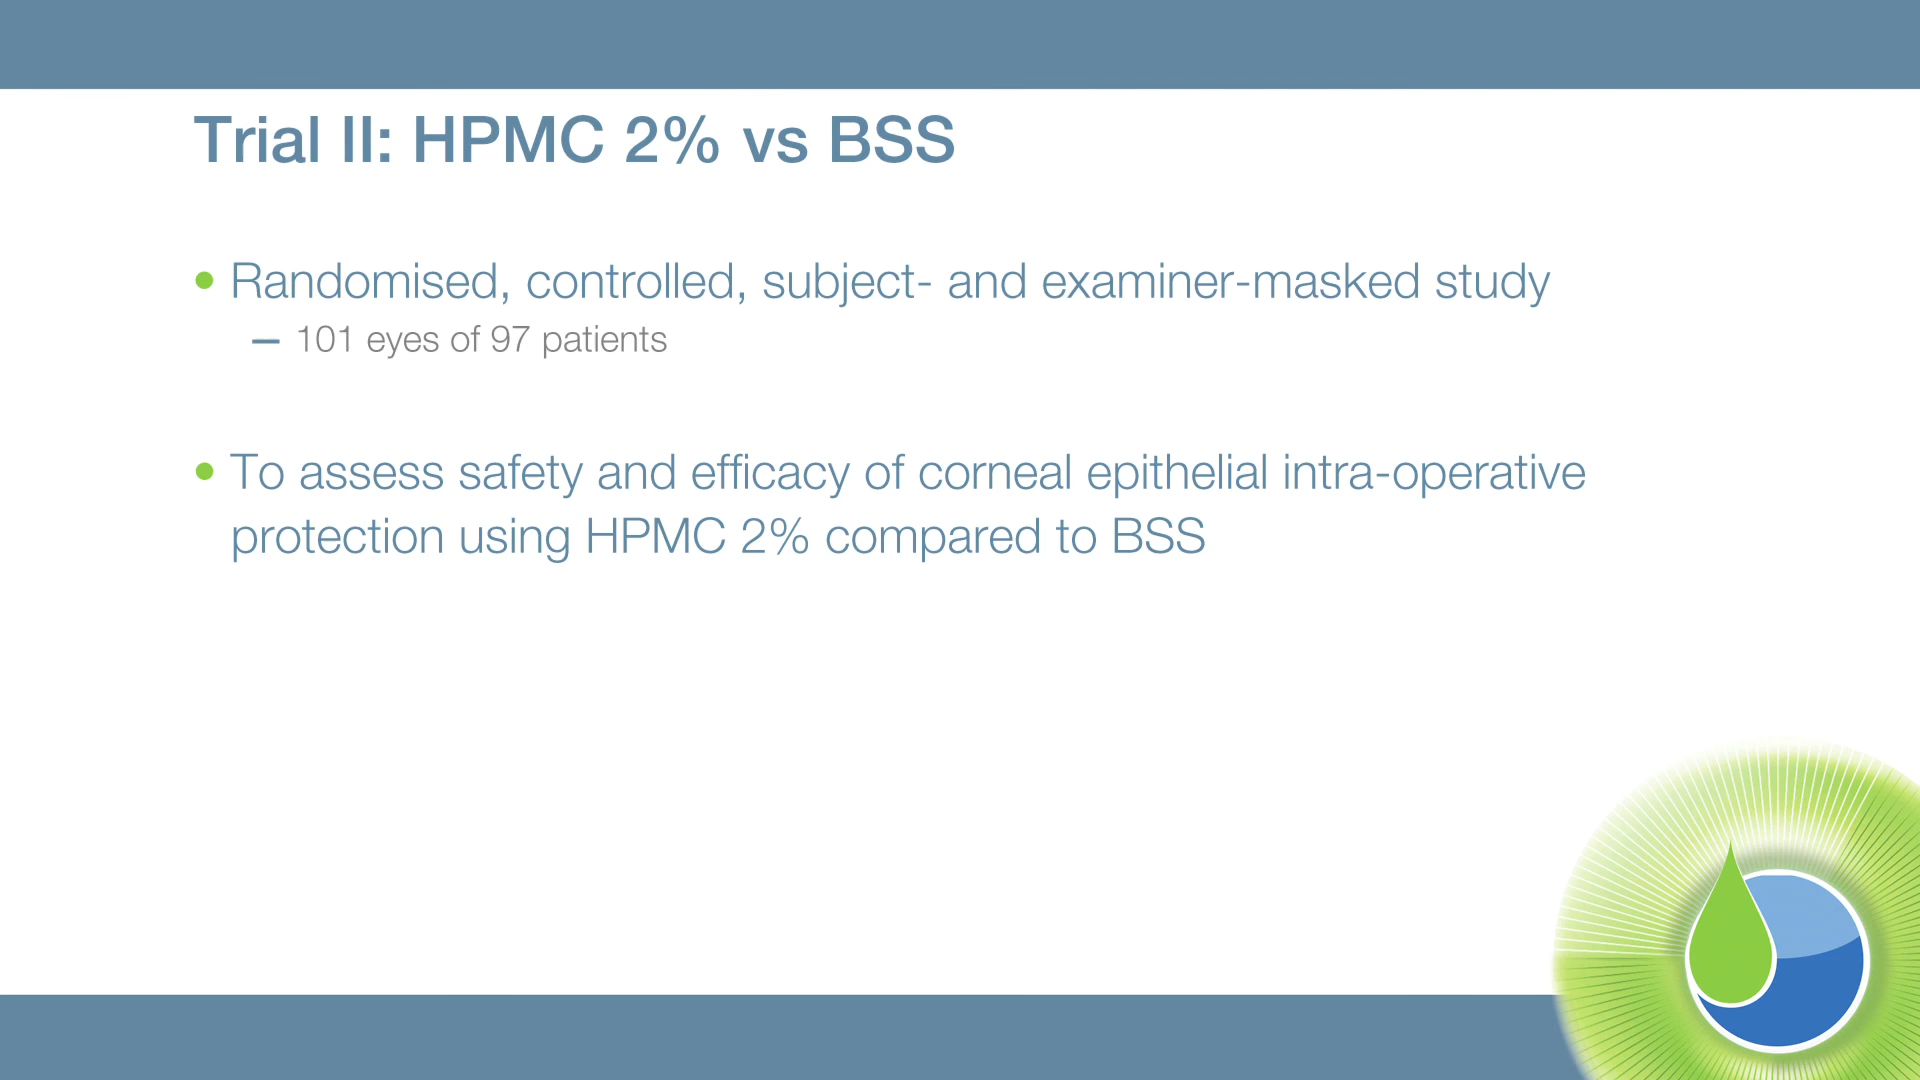 Trial II: HPMC 2% vs BSS
• Randomised, controlled, subject- and examiner-masked study
– 101 eyes of 97 patients
• To assess safety and efficacy of corneal epithelial intra-operative
protection using HPMC 2% compared to BSS